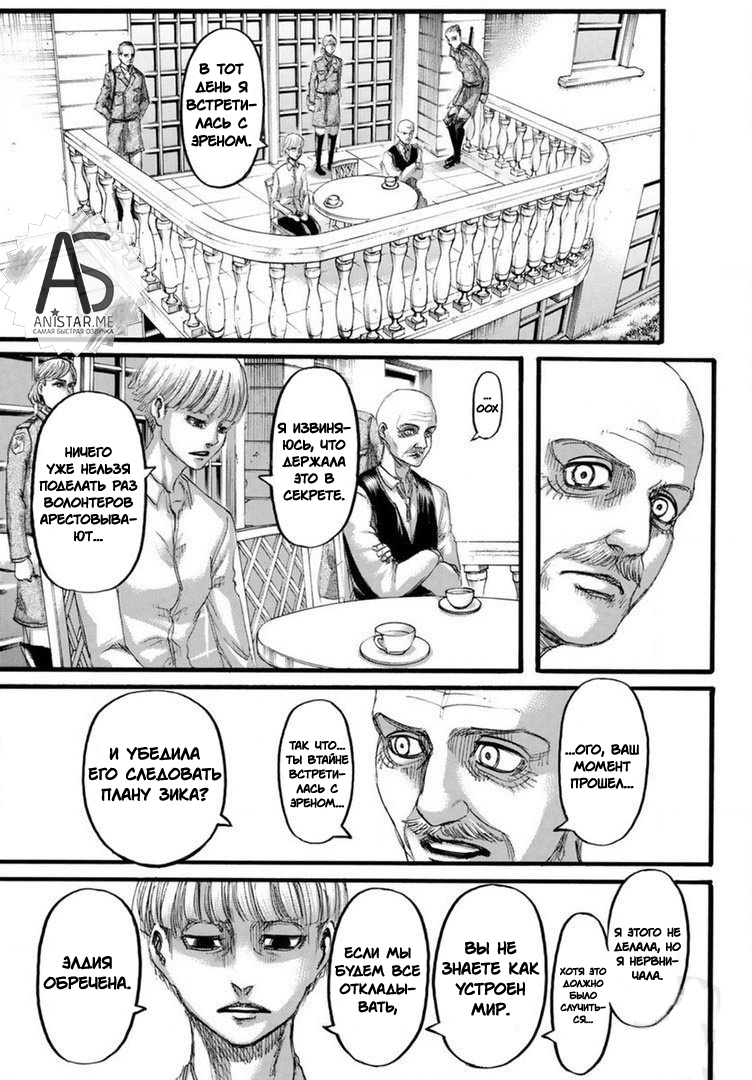 В ТОТ
ДЕНЬ Я
ВСТРЕТИ-
ЛАСЬ С
ЭРЕНОМ.
AS
ANISTAR.ME
САМАЯ БЫСТРАЯ ОЗВУЧКА
...
ООХ
Я ИЗВИНЯ-
ЮСЬ, ЧТО
ДЕРЖАЛА
ЭТО В
СЕКРЕТЕ.
НИЧЕГО
УЖЕ НЕЛЬЗЯ
ПОДЕЛАТЬ РАЗ
ВОЛОНТЕРОВ
АРЕСТОВЫВА-
ЮТ...
...ОГО, ВАШ
МОМЕНТ
ПРОШЕЛ...
ТАК ЧТО...
ТЫ ВТАЙНЕ
ВСТРЕТИ-
ЛАСЬ С
ЭРЕНОМ...
И УБЕДИЛА
ЕГО СЛЕДОВАТЬ
ПЛАНУ ЗИКА?
Я ЭТОГО НЕ
ДЕЛАЛА, НО
Я НЕРВНИ-
ЧАЛА.
ХОТЯ ЭТО
ДОЛЖНО
БЫЛО
СЛУЧИТЬ-
СЯ...
ВЫ НЕ
ЗНАЕТЕ КАК
УСТРОЕН
МИР.
ЕСЛИ МЫ
БУДЕМ ВСЕ
ОТКЛАДЫ-
ВАТЬ,
ЭЛДИЯ
ОБРЕЧЕНА.